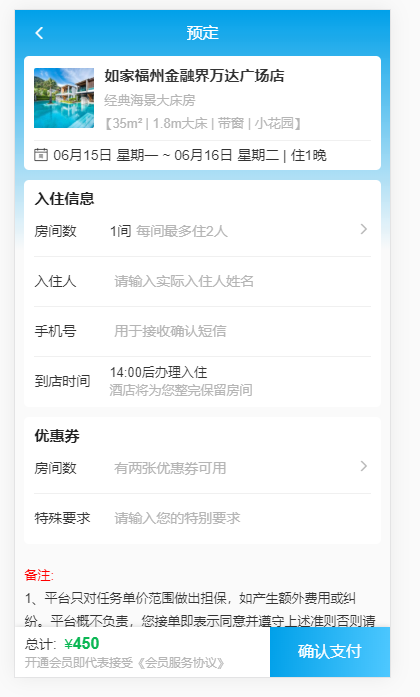 预定
如家福州金融界万达广场店
经典海景大床房
【35m² | 1.8m大床 | 带窗 | 小花园】
06月15日 星期一 ~ 06月16日 星期二 | 住1晚
入住信息
房间数 1间 每间最多住2人
入住人 请输入实际入住人姓名
手机号 用于接收确认短信
到店时间 14:00后办理入住
酒店将为您整完保留房间
优惠券
房间数 有两张优惠券可用
特殊要求 请输入您的特别要求
备注:
1、平台只对任务单价范围做出担保，如产生额外费用或纠
纷。平台概不负责，您接单即表示同意并遵守上述准则否则请
总计: ¥450
开通会员即代表接受《会员服务协议》
确认支付